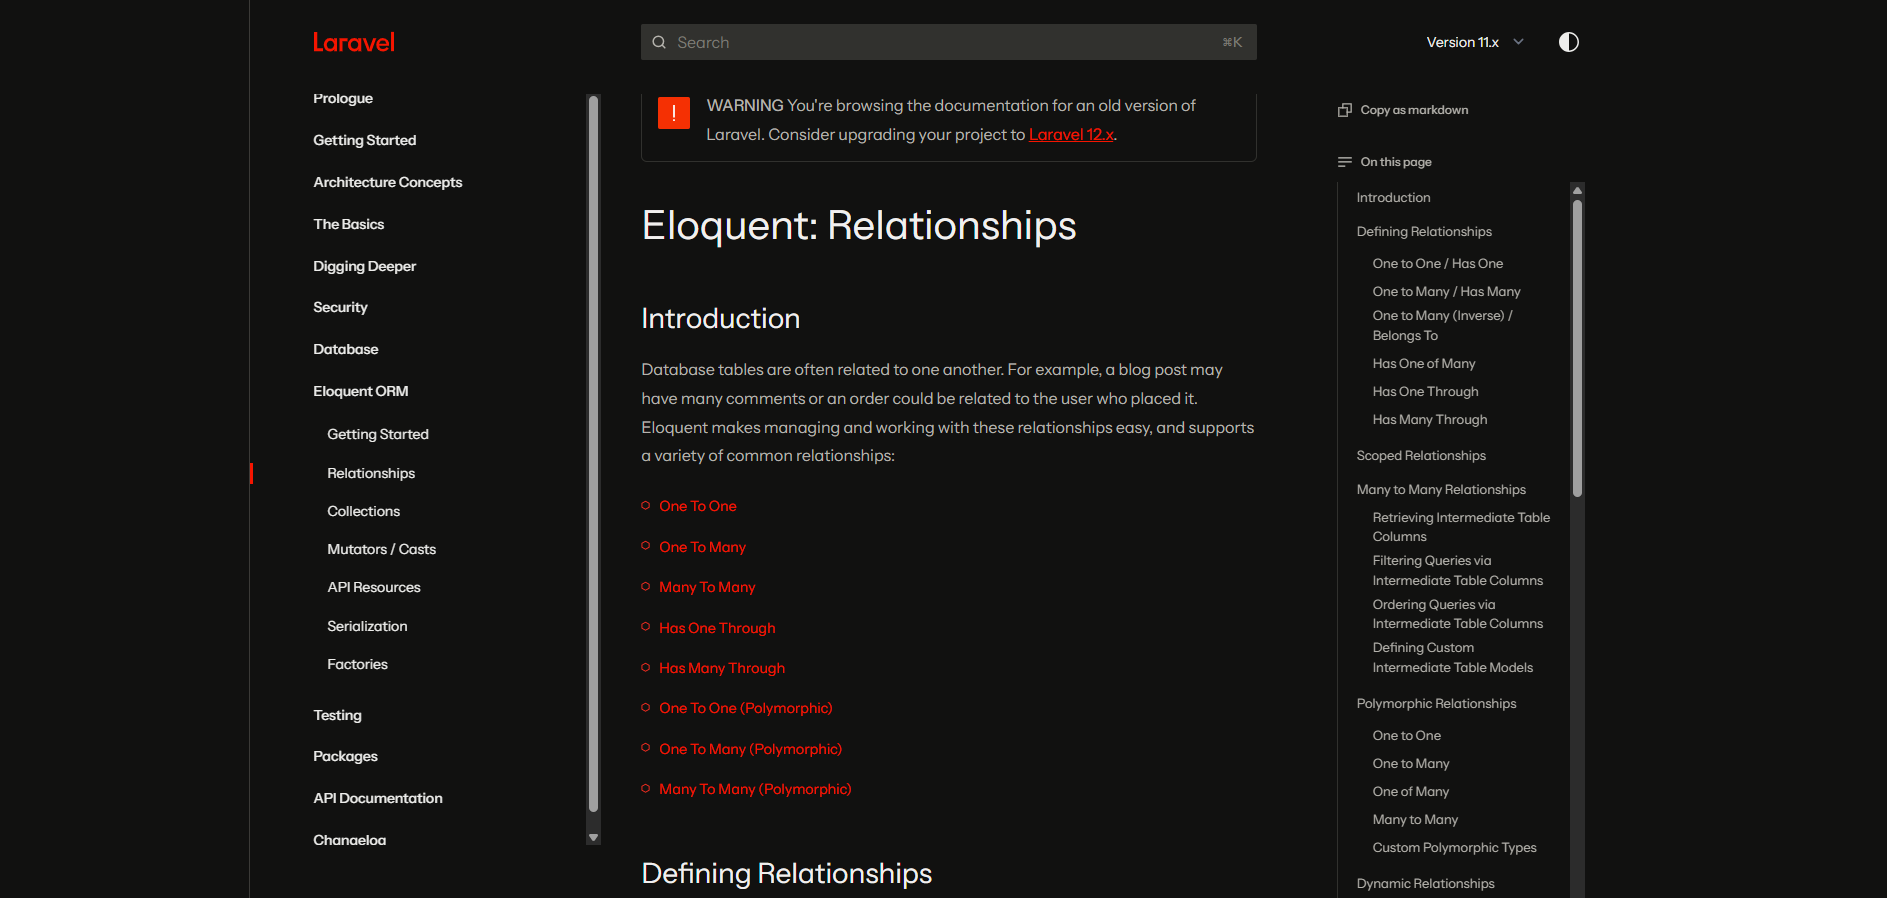 Laravel
Search
⌘K
Version 11.x
Prologue
Getting Started
Architecture Concepts
The Basics
Digging Deeper
Security
Database
Eloquent ORM
Getting Started
Relationships
Collections
Mutators / Casts
API Resources
Serialization
Factories
Testing
Packages
API Documentation
Changelog
! WARNING You're browsing the documentation for an old version of
Laravel. Consider upgrading your project to Laravel 12.x.
Eloquent: Relationships
Introduction
Database tables are often related to one another. For example, a blog post may
have many comments or an order could be related to the user who placed it.
Eloquent makes managing and working with these relationships easy, and supports
a variety of common relationships:
One To One
One To Many
Many To Many
Has One Through
Has Many Through
One To One (Polymorphic)
One To Many (Polymorphic)
Many To Many (Polymorphic)
Defining Relationships
Copy as markdown
On this page
Introduction
Defining Relationships
One to One / Has One
One to Many / Has Many
One to Many (Inverse) /
Belongs To
Has One of Many
Has One Through
Has Many Through
Scoped Relationships
Many to Many Relationships
Retrieving Intermediate Table
Columns
Filtering Queries via
Intermediate Table Columns
Ordering Queries via
Intermediate Table Columns
Defining Custom
Intermediate Table Models
Polymorphic Relationships
One to One
One to Many
One of Many
Many to Many
Custom Polymorphic Types
Dynamic Relationships